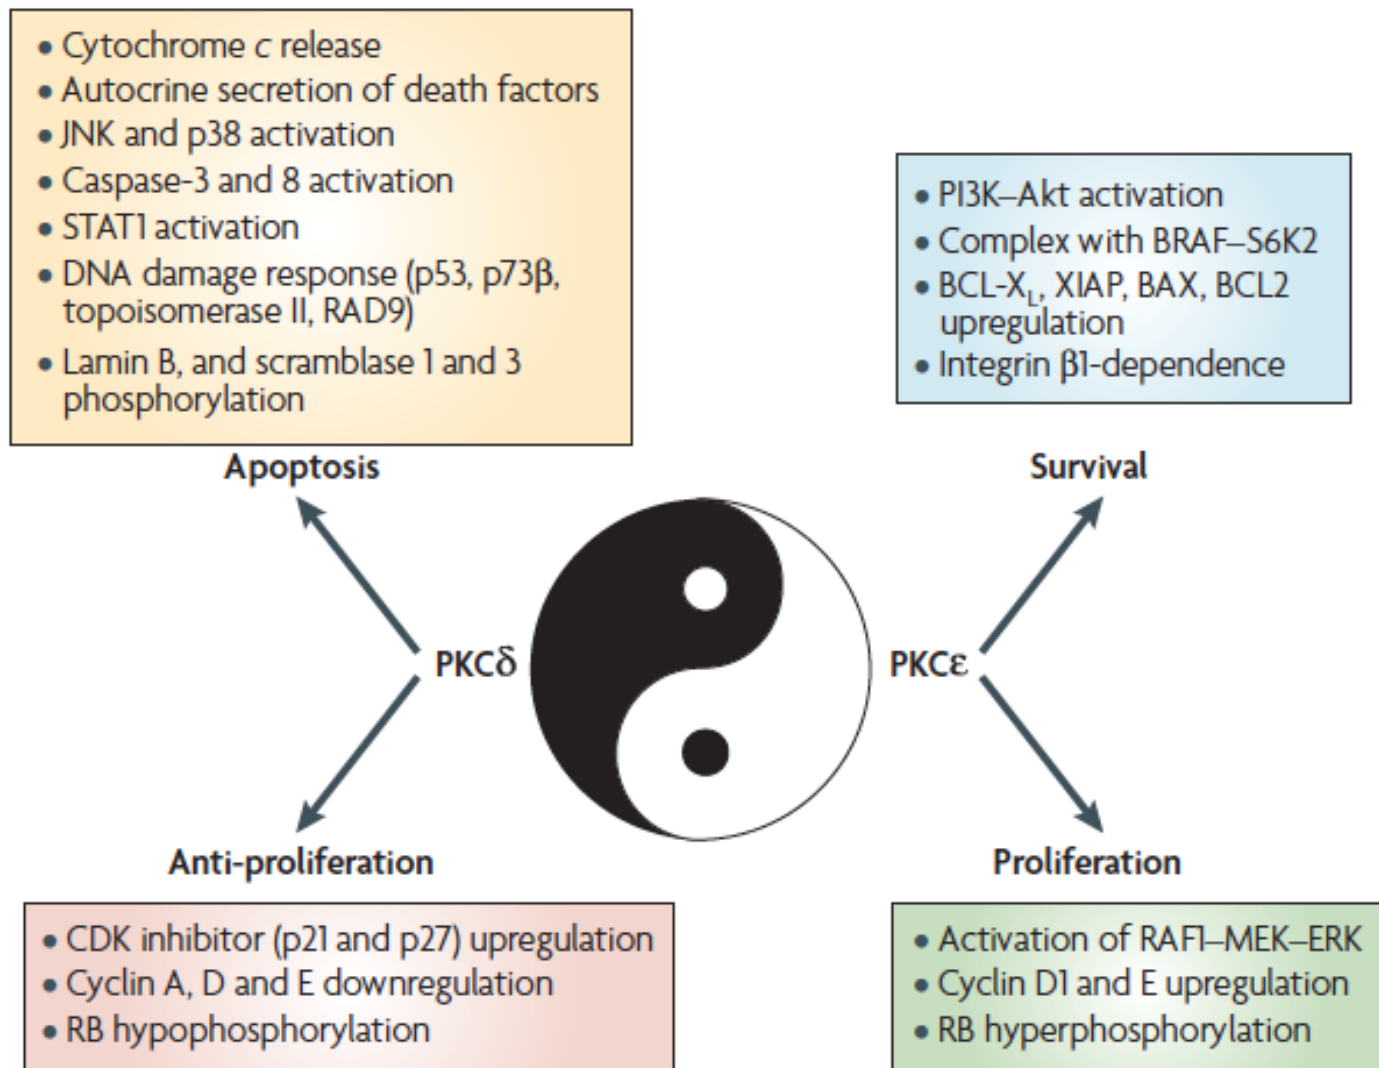 • Cytochrome c release
• Autocrine secretion of death factors
• JNK and p38 activation
• Caspase-3 and 8 activation
• STAT1 activation
• DNA damage response (p53, p73β,
topoisomerase II, RAD9)
• Lamin B, and scramblase 1 and 3
phosphorylation
Apoptosis
• PI3K–Akt activation
• Complex with BRAF–S6K2
• BCL-XL, XIAP, BAX, BCL2
upregulation
• Integrin β1-dependence
Survival
PKCδ
PKCε
Anti-proliferation
• CDK inhibitor (p21 and p27) upregulation
• Cyclin A, D and E downregulation
• RB hypophosphorylation
Proliferation
• Activation of RAF1–MEK–ERK
• Cyclin D1 and E upregulation
• RB hyperphosphorylation